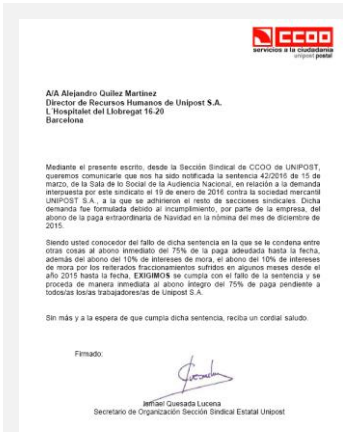 CCOO
servicios a la ciudadanía
unipost postal
A/A Alejandro Quilez Martínez
Director de Recursos Humanos de Unipost S.A.
L´Hospitalet del Llobregat 16-20
Barcelona
Mediante el presente escrito, desde la Sección Sindical de CCOO de UNIPOST,
queremos comunicarle que nos ha sido notificada la sentencia 42/2016 de 15 de
marzo, de la Sala de lo Social de la Audiencia Nacional, en relación a la demanda
interpuesta por este sindicato el 19 de enero de 2016 contra la sociedad mercantil
UNIPOST S.A., a la que se adhirieron el resto de secciones sindicales. Dicha
demanda fue formulada debido al incumplimiento, por parte de la empresa, del
abono de la paga extraordinaria de Navidad en la nómina del mes de diciembre de
2015.
Siendo usted conocedor del fallo de dicha sentencia en la que se le condena entre
otras cosas al abono inmediato del 75% de la paga adeudada hasta la fecha,
además del abono del 10% de intereses de mora, el abono del 10% de intereses
de mora por los reiterados fraccionamientos sufridos en algunos meses desde el
año 2015 hasta la fecha, EXIGIMOS se cumpla con el fallo de la sentencia y se
proceda de manera inmediata al abono íntegro del 75% de paga pendiente a
todos/as los/as trabajadores/as de Unipost S.A.
Sin más y a la espera de que cumpla dicha sentencia, reciba un cordial saludo.
Firmado:
Quesada
Ismael Quesada Lucena
Secretario de Organización Sección Sindical Estatal Unipost